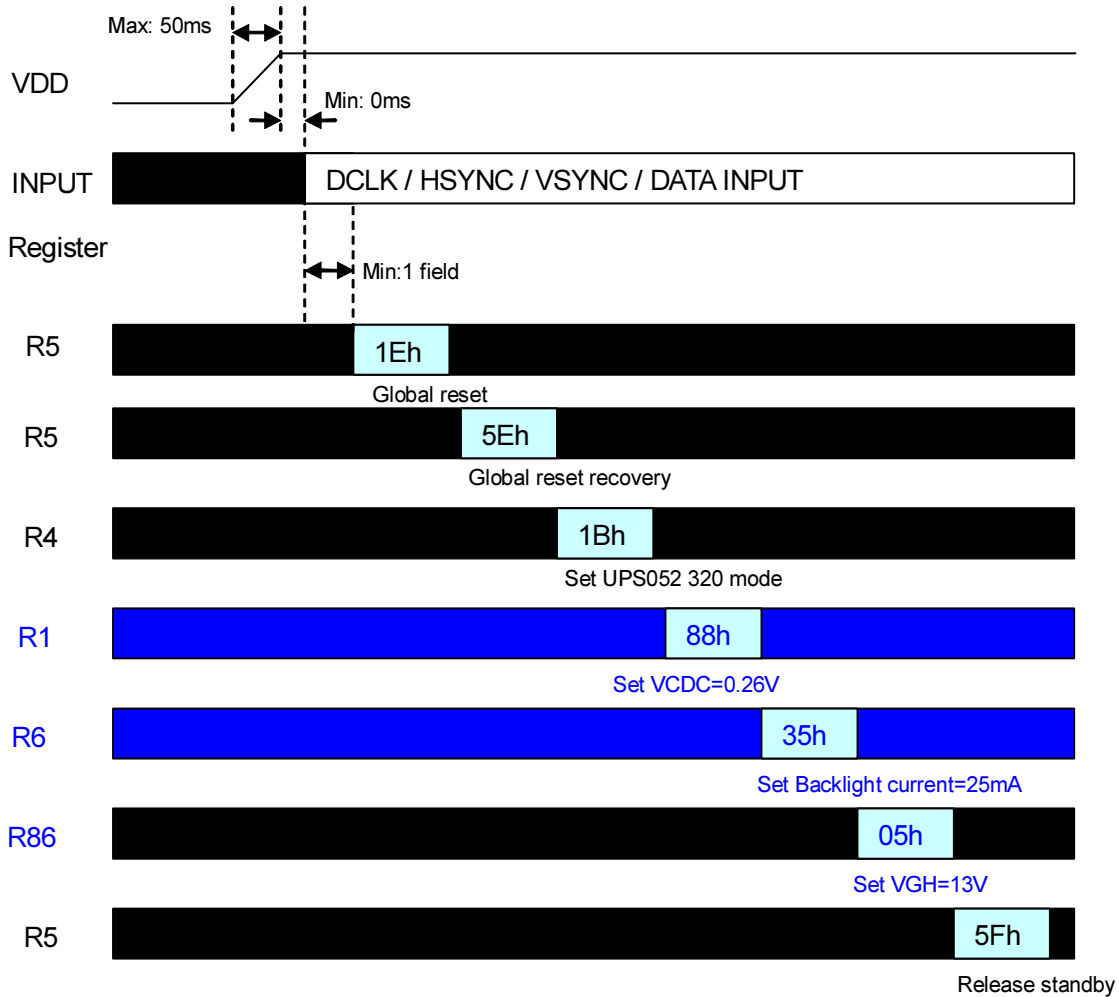 Max: 50ms
VDD
Min: 0ms
INPUT
DCLK / HSYNC / VSYNC / DATA INPUT
Register
Min:1 field
R5
1Eh
Global reset
R5
5Eh
Global reset recovery
R4
1Bh
Set UPS052 320 mode
R1
88h
Set VCDC=0.26V
R6
35h
Set Backlight current=25mA
R86
05h
Set VGH=13V
R5
5Fh
Release standby